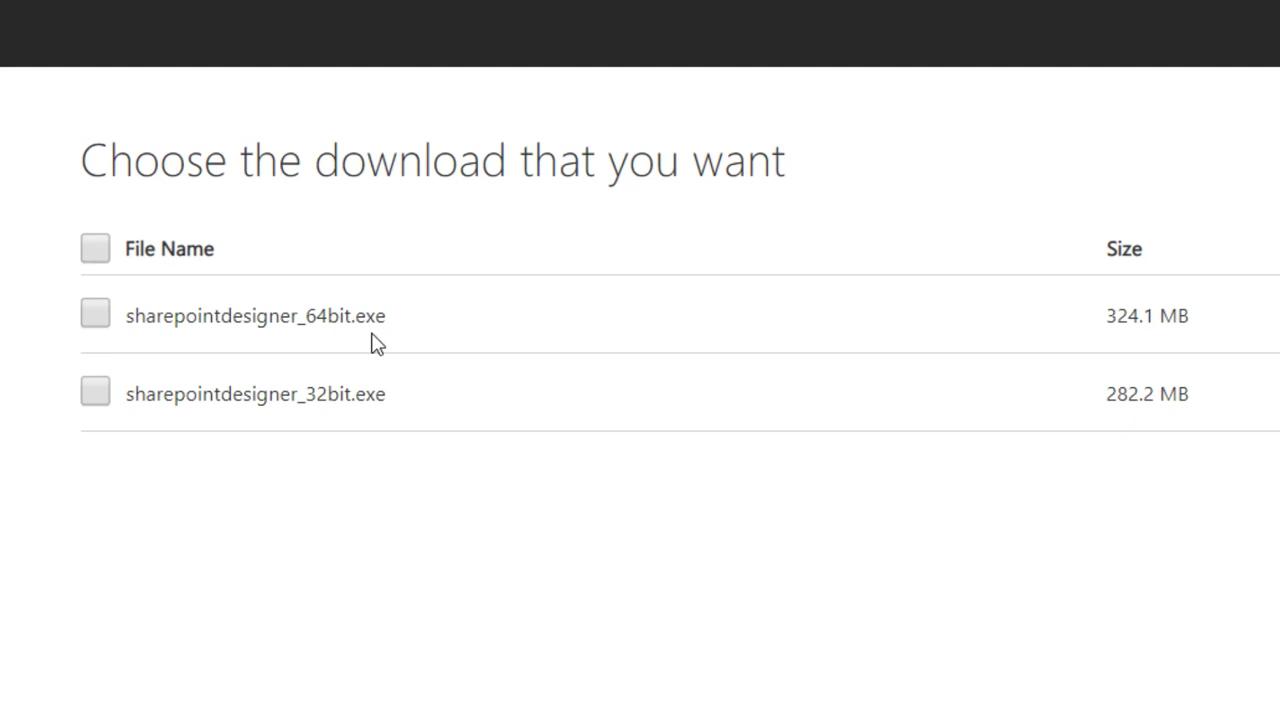 Choose the download that you want
File Name Size
sharepointdesigner_64bit.exe 324.1 MB
sharepointdesigner_32bit.exe 282.2 MB